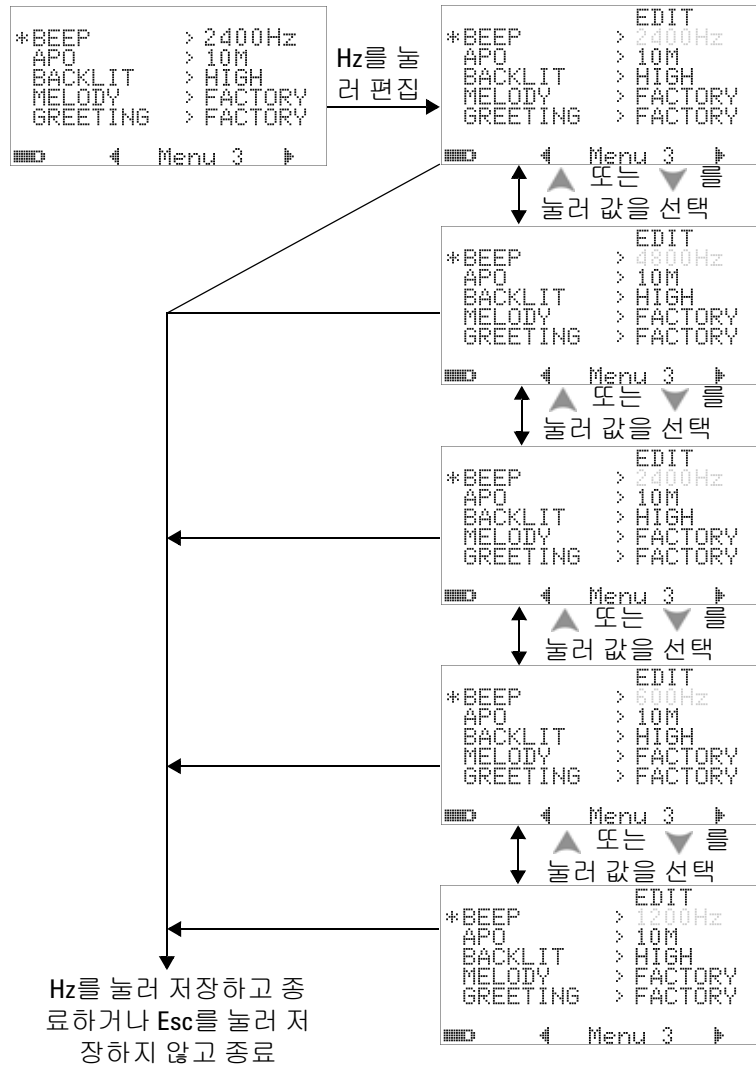 *BEEP > 2400Hz
APO > 10M
BACKLIT > HIGH
MELODY > FACTORY
GREETING > FACTORY
Menu 3
Hz를 눌
러 편집
EDIT
*BEEP > 2400Hz
APO > 10M
BACKLIT > HIGH
MELODY > FACTORY
GREETING > FACTORY
Menu 3
또는 를
눌러 값을 선택
EDIT
*BEEP > 4800Hz
APO > 10M
BACKLIT > HIGH
MELODY > FACTORY
GREETING > FACTORY
Menu 3
또는 를
눌러 값을 선택
EDIT
*BEEP > 2400Hz
APO > 10M
BACKLIT > HIGH
MELODY > FACTORY
GREETING > FACTORY
Menu 3
또는 를
눌러 값을 선택
EDIT
*BEEP > 600Hz
APO > 10M
BACKLIT > HIGH
MELODY > FACTORY
GREETING > FACTORY
Menu 3
또는 를
눌러 값을 선택
EDIT
*BEEP > 1200Hz
APO > 10M
BACKLIT > HIGH
MELODY > FACTORY
GREETING > FACTORY
Menu 3
Hz를 눌러 저장하고 종
료하거나 Esc를 눌러 저
장하지 않고 종료